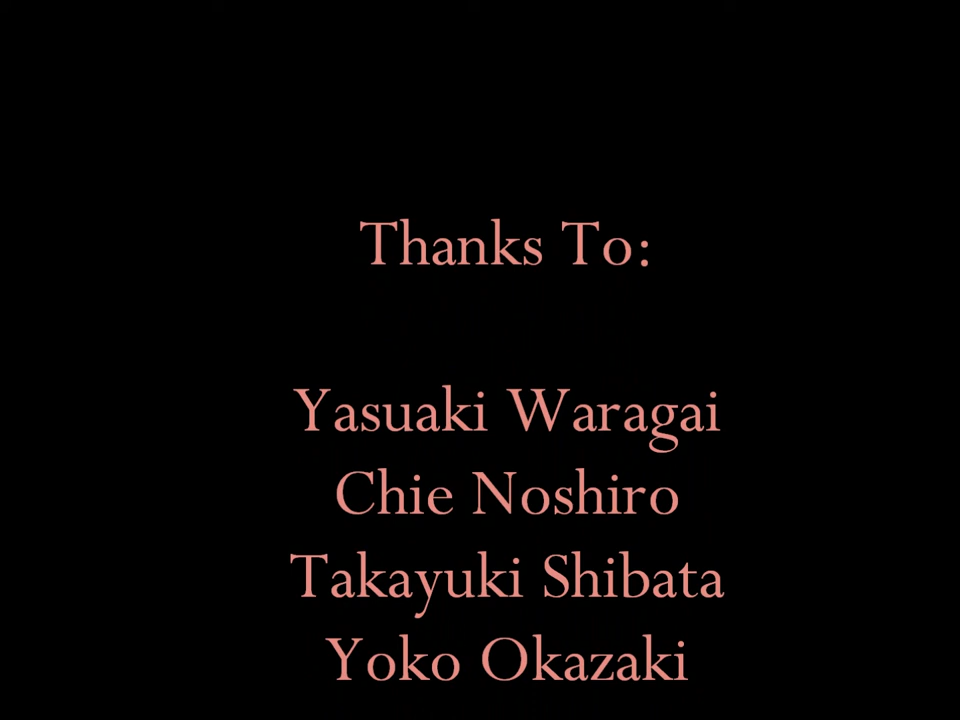 Thanks To:
Yasuaki Waragai
Chie Noshiro
Takayuki Shibata
Yoko Okazaki